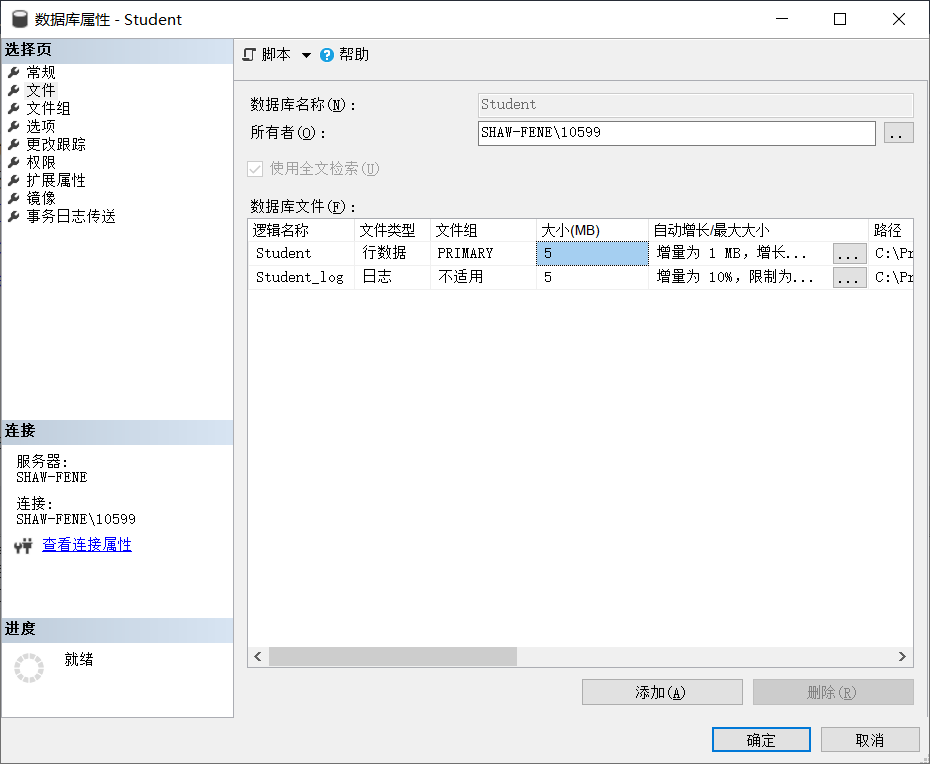 数据库属性 - Student
选择页
常规
文件
文件组
选项
更改跟踪
权限
扩展属性
镜像
事务日志传送
连接
服务器:
SHAW-FENE
连接:
SHAW-FENE\10599
查看连接属性
进度
就绪
脚本 帮助
数据库名称(N): Student
所有者(O): SHAW-FENE\10599 ..
使用全文检索(U)
数据库文件(F):
逻辑名称 文件类型 文件组 大小(MB) 自动增长/最大大小 路径
Student 行数据 PRIMARY 5 增量为 1 MB，增长... ... C:\Pr
Student_log 日志 不适用 5 增量为 10%，限制为... ... C:\Pr
添加(A) 删除(R)
确定 取消